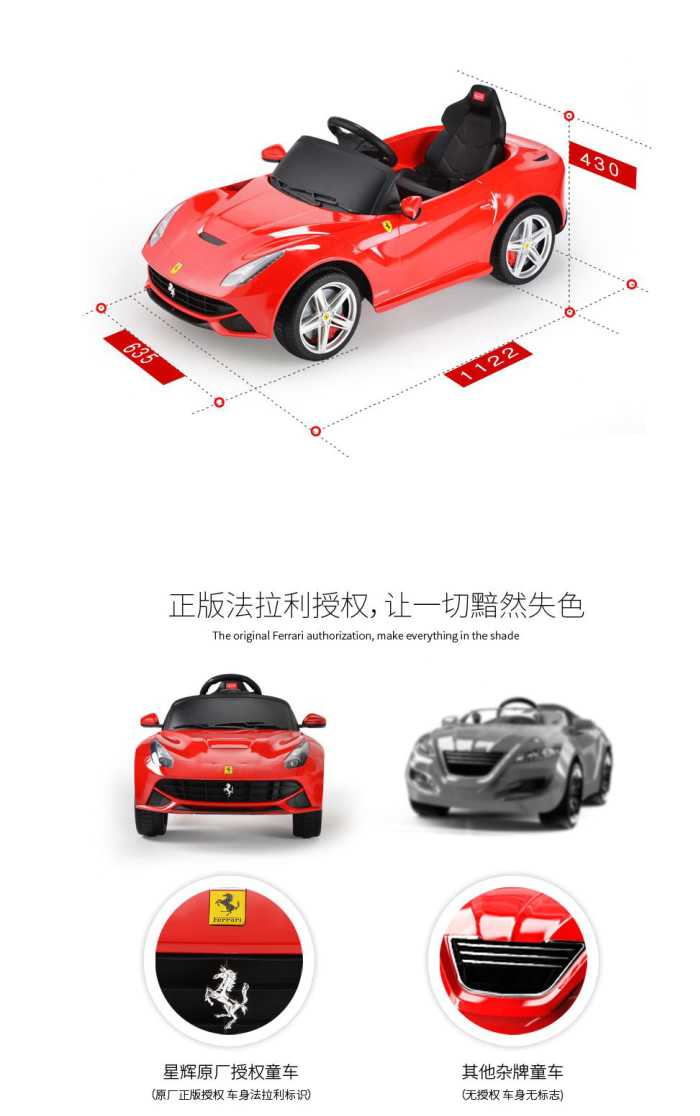 430
635
1122
正版法拉利授权，让一切黯然失色
The original Ferrari authorization, make everything in the shade
Ferrari
星辉原厂授权童车
其他杂牌童车
（原厂正版授权 车身法拉利标识）
（无授权 车身无标志）